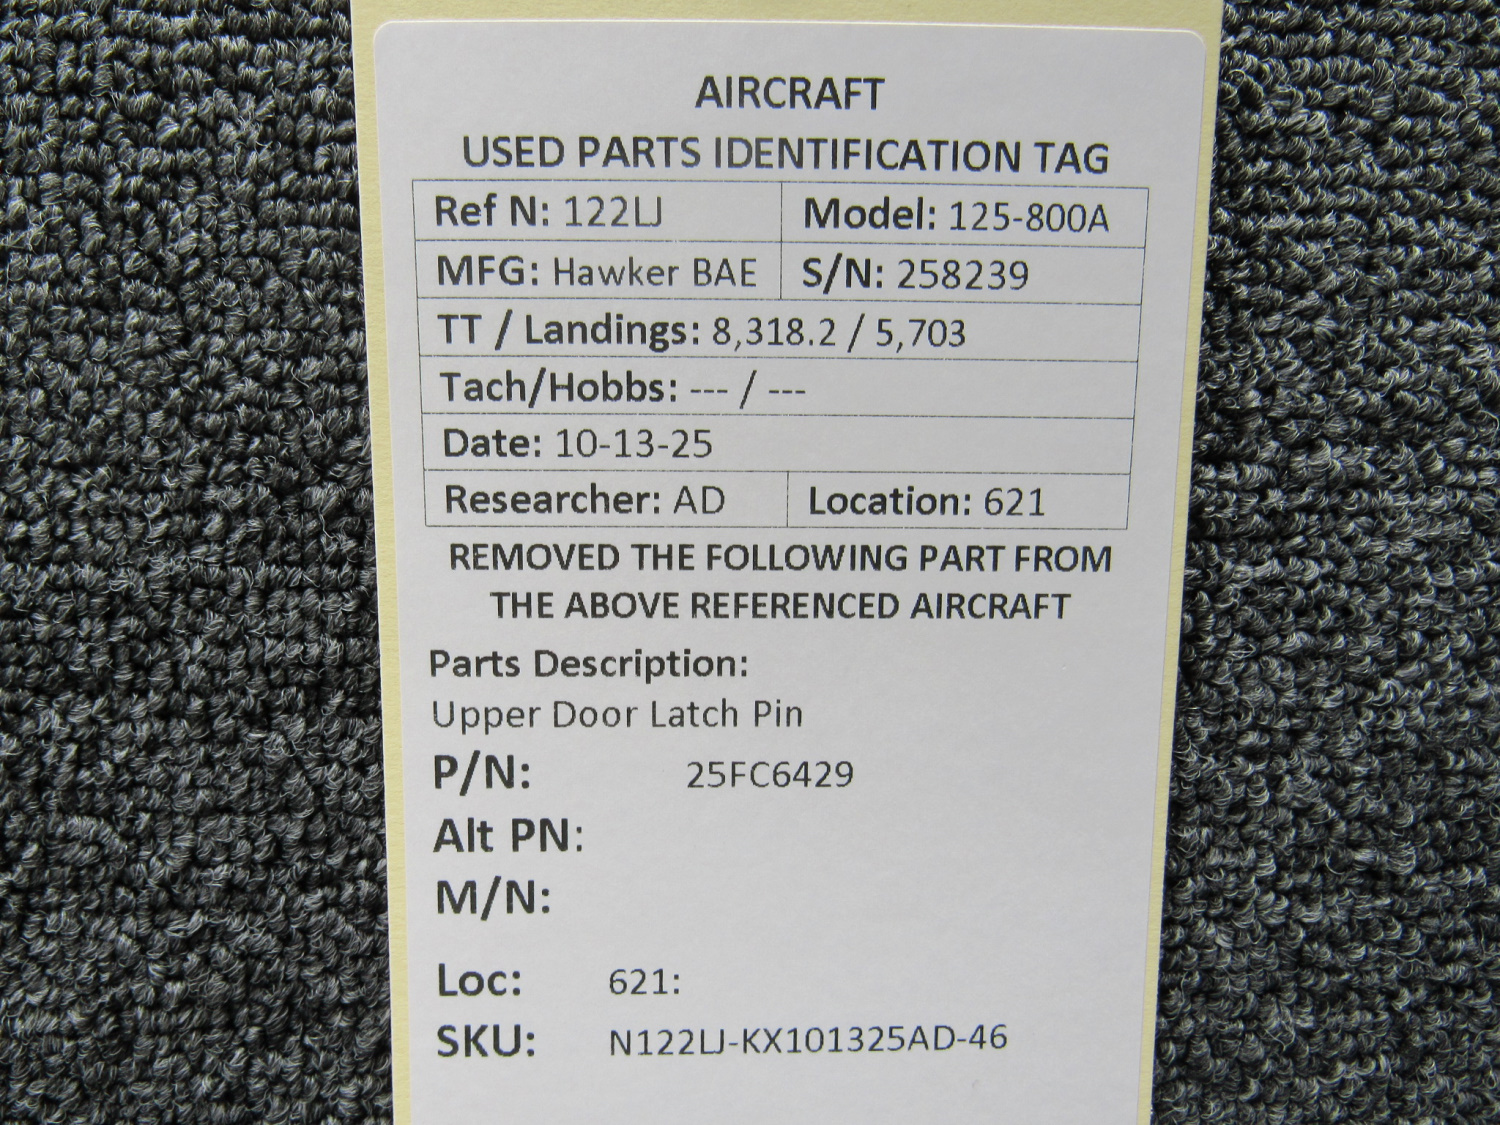 AIRCRAFT
USED PARTS IDENTIFICATION TAG
Ref N: 122LJ Model: 125-800A
MFG: Hawker BAE S/N: 258239
TT / Landings: 8,318.2 / 5,703
Tach/Hobbs: --- / ---
Date: 10-13-25
Researcher: AD Location: 621
REMOVED THE FOLLOWING PART FROM
THE ABOVE REFERENCED AIRCRAFT
Parts Description:
Upper Door Latch Pin
P/N: 25FC6429
Alt PN:
M/N:
Loc: 621:
SKU: N122LJ-KX101325AD-46